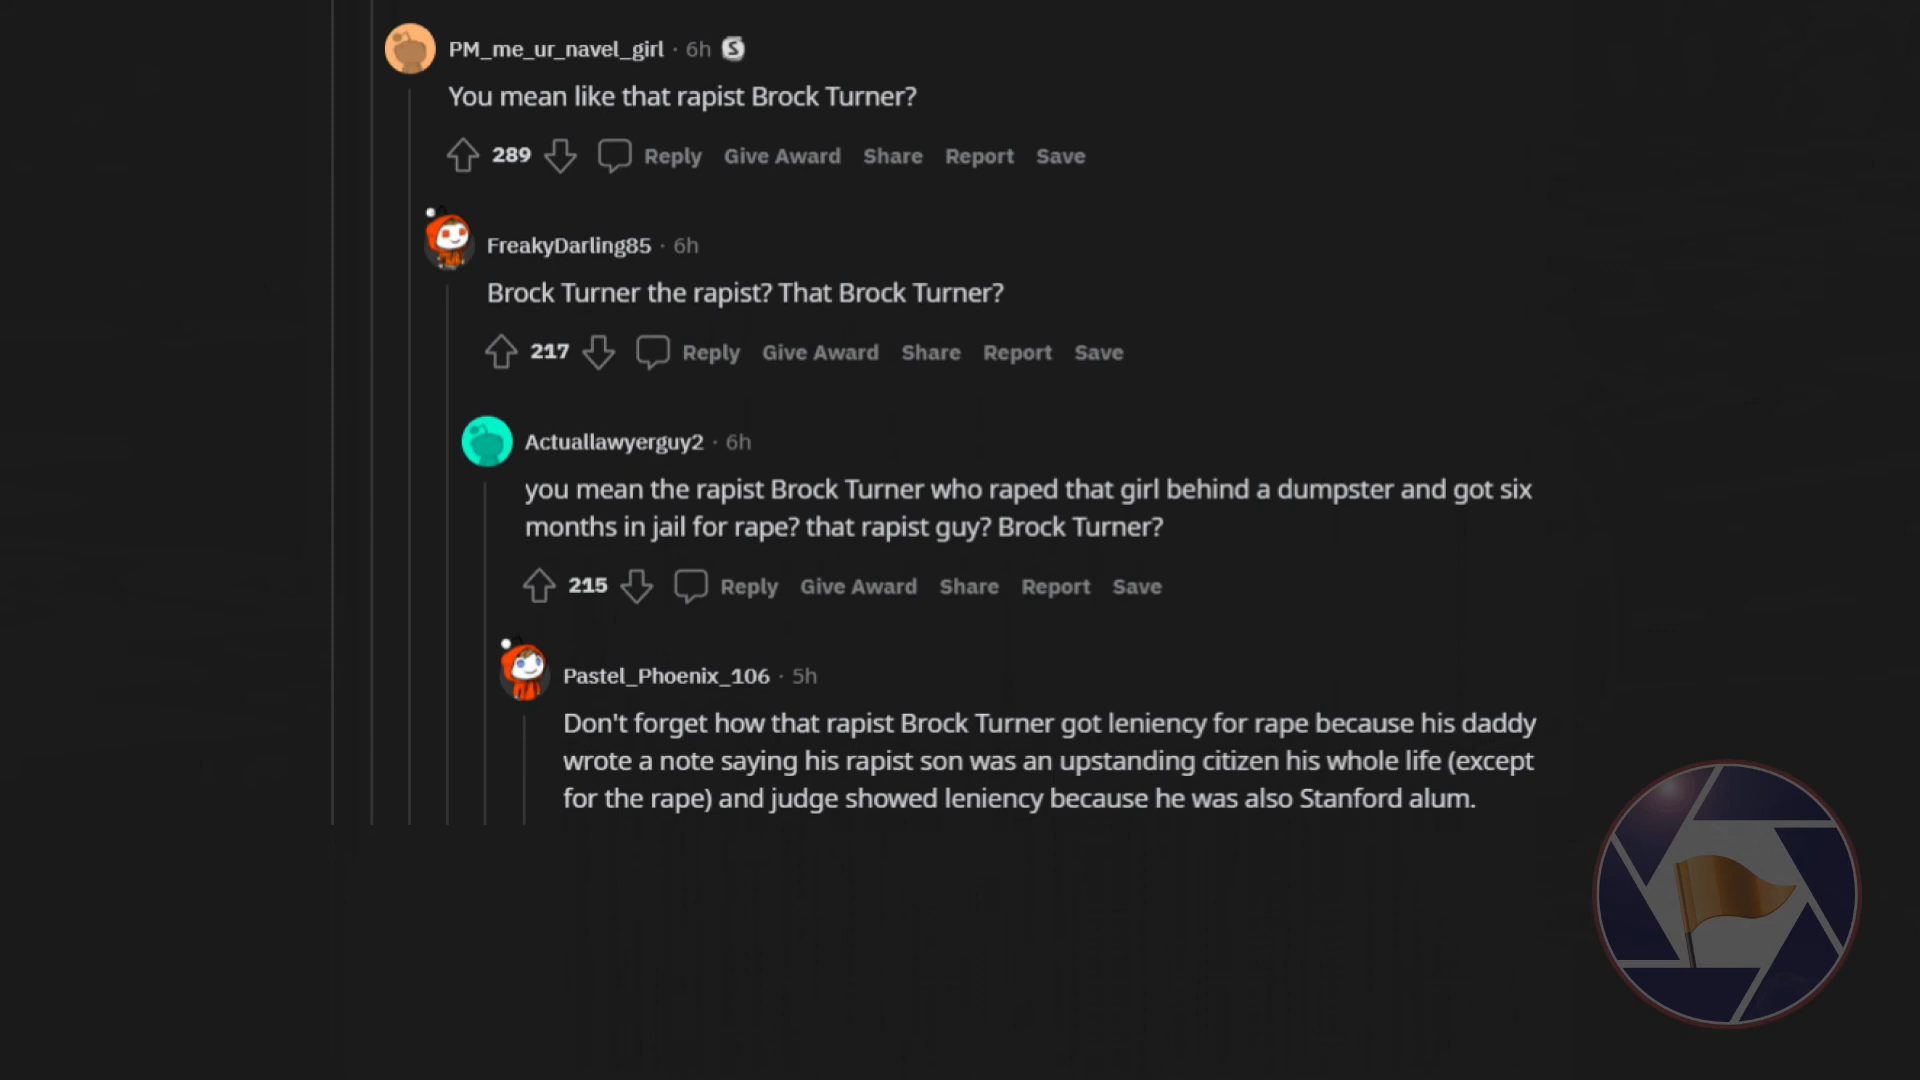 PM_me_ur_navel_girl · 6h S
You mean like that rapist Brock Turner?
289 Reply Give Award Share Report Save
FreakyDarling85 · 6h
Brock Turner the rapist? That Brock Turner?
217 Reply Give Award Share Report Save
Actuallawyerguy2 · 6h
you mean the rapist Brock Turner who raped that girl behind a dumpster and got six
months in jail for rape? that rapist guy? Brock Turner?
215 Reply Give Award Share Report Save
Pastel_Phoenix_106 · 5h
Don't forget how that rapist Brock Turner got leniency for rape because his daddy
wrote a note saying his rapist son was an upstanding citizen his whole life (except
for the rape) and judge showed leniency because he was also Stanford alum.